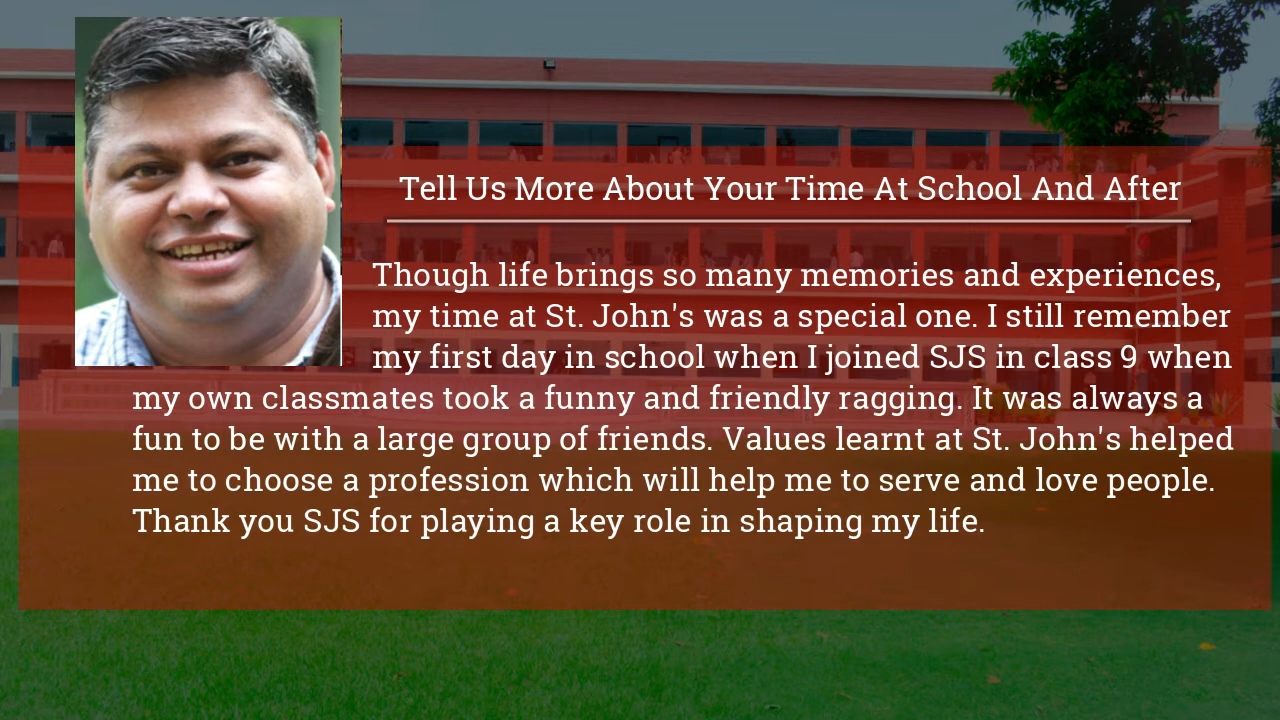 Tell Us More About Your Time At School And After
Though life brings so many memories and experiences,
my time at St. John's was a special one. I still remember
my first day in school when I joined SJS in class 9 when
my own classmates took a funny and friendly ragging. It was always a
fun to be with a large group of friends. Values learnt at St. John's helped
me to choose a profession which will help me to serve and love people.
Thank you SJS for playing a key role in shaping my life.